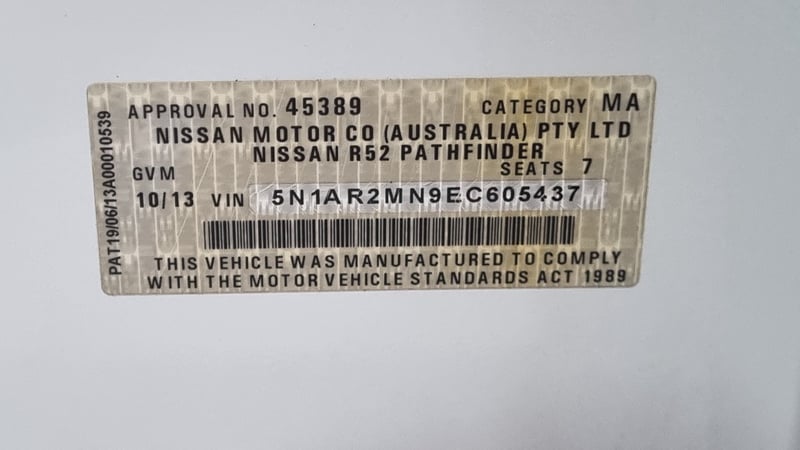 PAT19/06/13A00010539
APPROVAL NO. 45389 CATEGORY MA
NISSAN MOTOR CO (AUSTRALIA) PTY LTD
NISSAN R52 PATHFINDER
GVM SEATS 7
10/13 VIN 5N1AR2MN9EC605437
THIS VEHICLE WAS MANUFACTURED TO COMPLY
WITH THE MOTOR VEHICLE STANDARDS ACT 1989